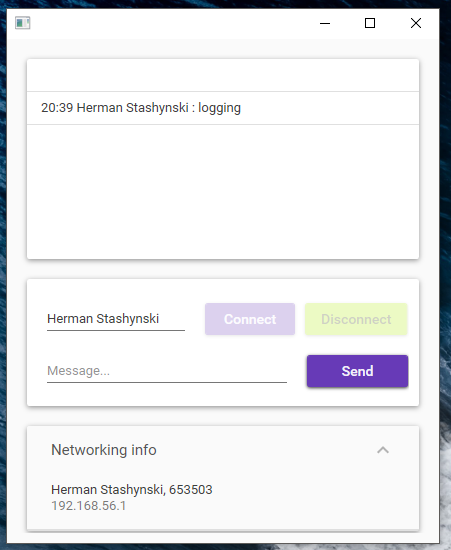 20:39 Herman Stashynski : logging
Herman Stashynski
Connect
Disconnect
Message...
Send
Networking info
Herman Stashynski, 653503
192.168.56.1